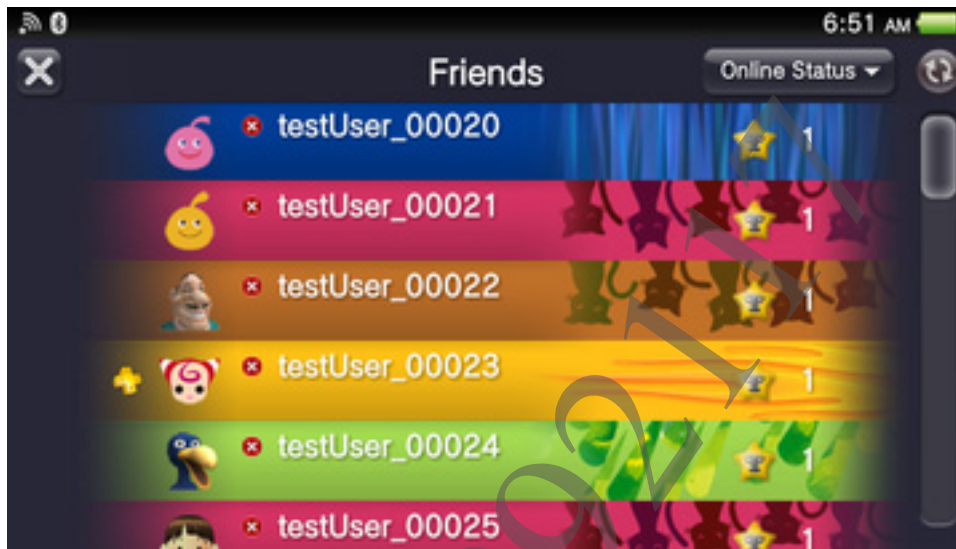 6:51 AM
Friends
Online Status
testUser_00020 1
testUser_00021 1
testUser_00022 1
testUser_00023 1
testUser_00024 1
testUser_00025 1